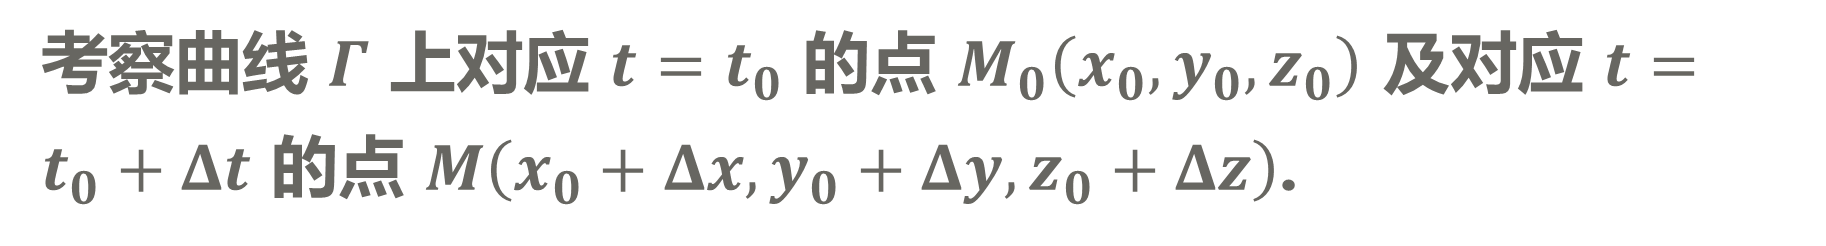 考察曲线 Γ 上对应 t = t₀ 的点 M₀(x₀, y₀, z₀) 及对应 t =
t₀ + Δt 的点 M(x₀ + Δx, y₀ + Δy, z₀ + Δz).